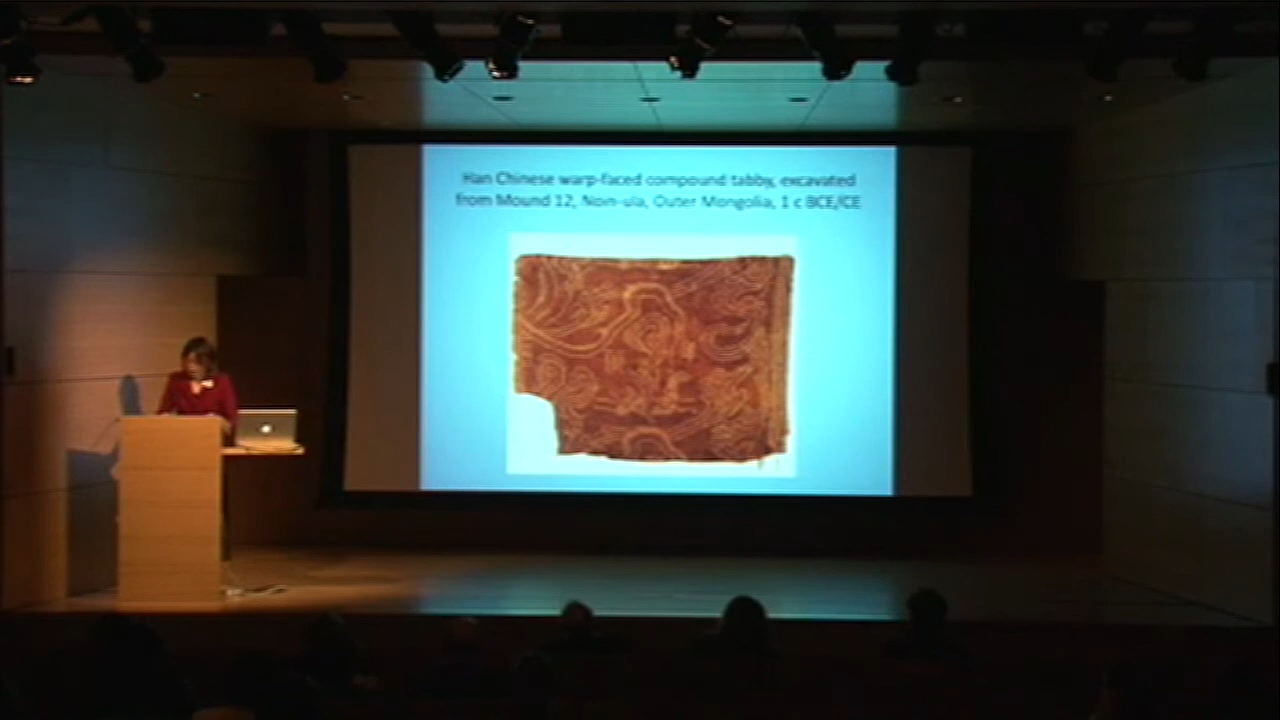 Han Chinese warp-faced compound tabby, excavated
from Mound 12, Noin-ula, Outer Mongolia, 1 c BCE/CE